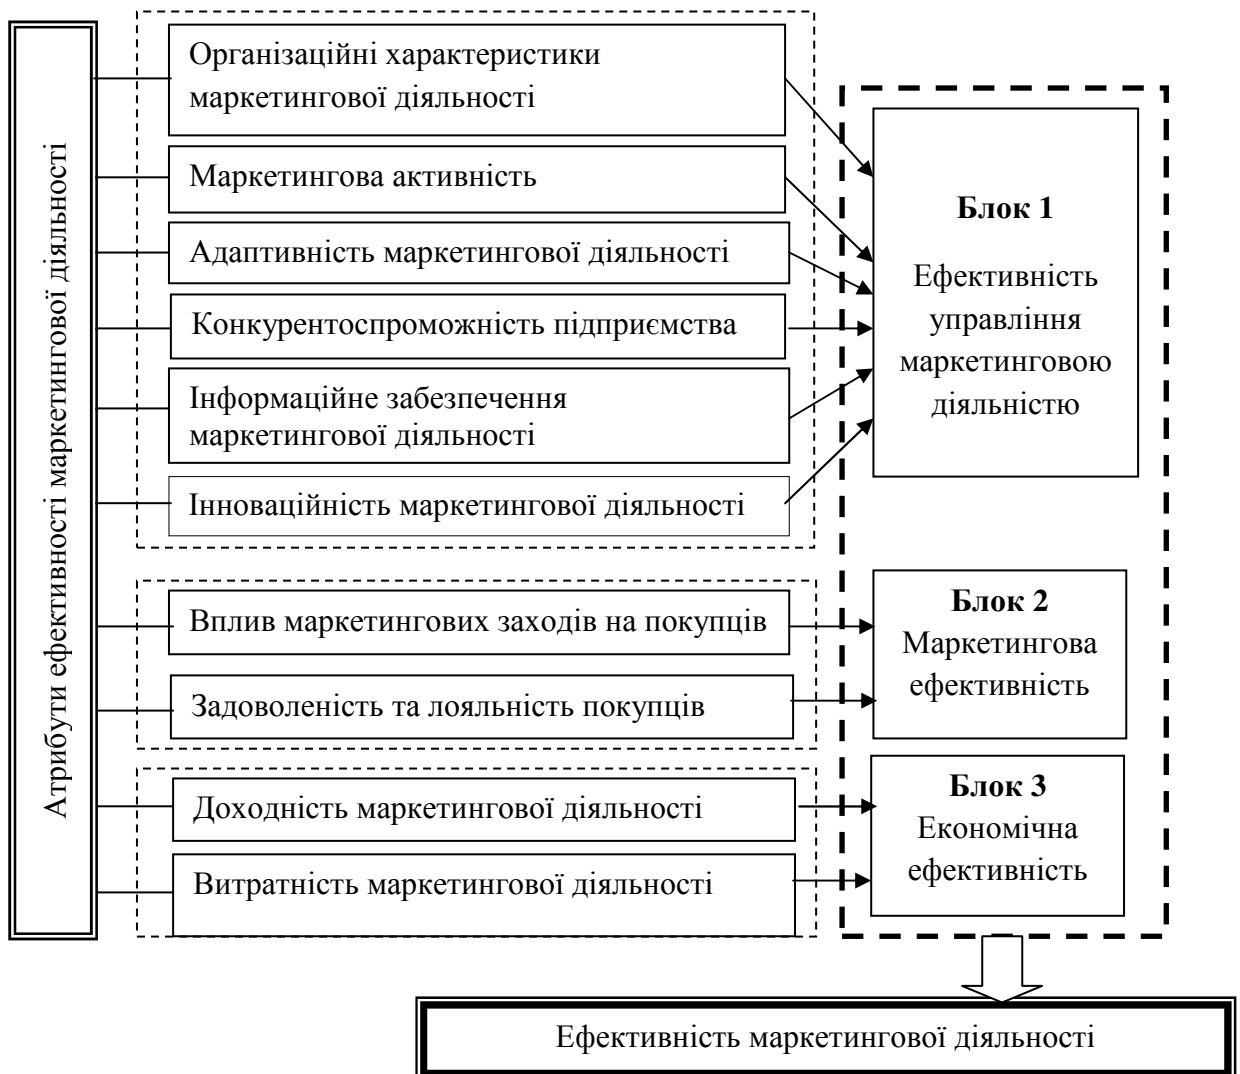 Атрибути ефективності маркетингової діяльності
Організаційні характеристики
маркетингової діяльності
Маркетингова активність
Адаптивність маркетингової діяльності
Конкурентоспроможність підприємства
Інформаційне забезпечення
маркетингової діяльності
Інноваційність маркетингової діяльності
Блок 1
Ефективність
управління
маркетинговою
діяльністю
Вплив маркетингових заходів на покупців
Задоволеність та лояльність покупців
Блок 2
Маркетингова
ефективність
Доходність маркетингової діяльності
Витратність маркетингової діяльності
Блок 3
Економічна
ефективність
Ефективність маркетингової діяльності